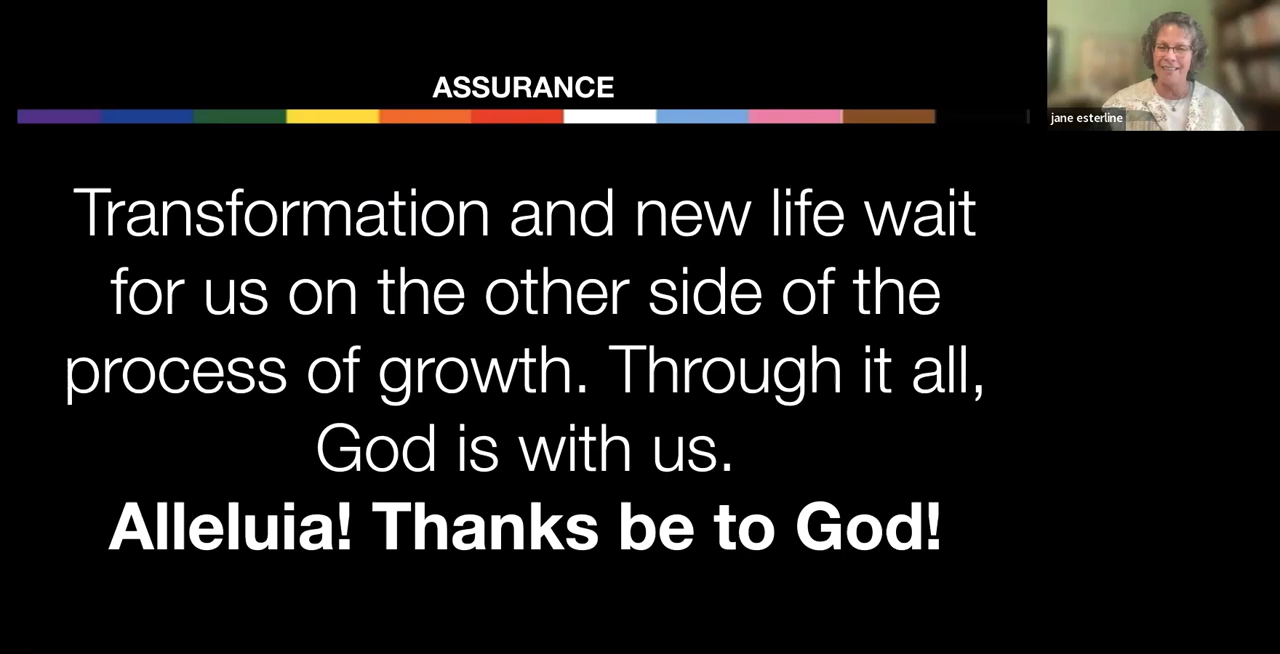 ASSURANCE
jane esterline
Transformation and new life wait
for us on the other side of the
process of growth. Through it all,
God is with us.
Alleluia! Thanks be to God!